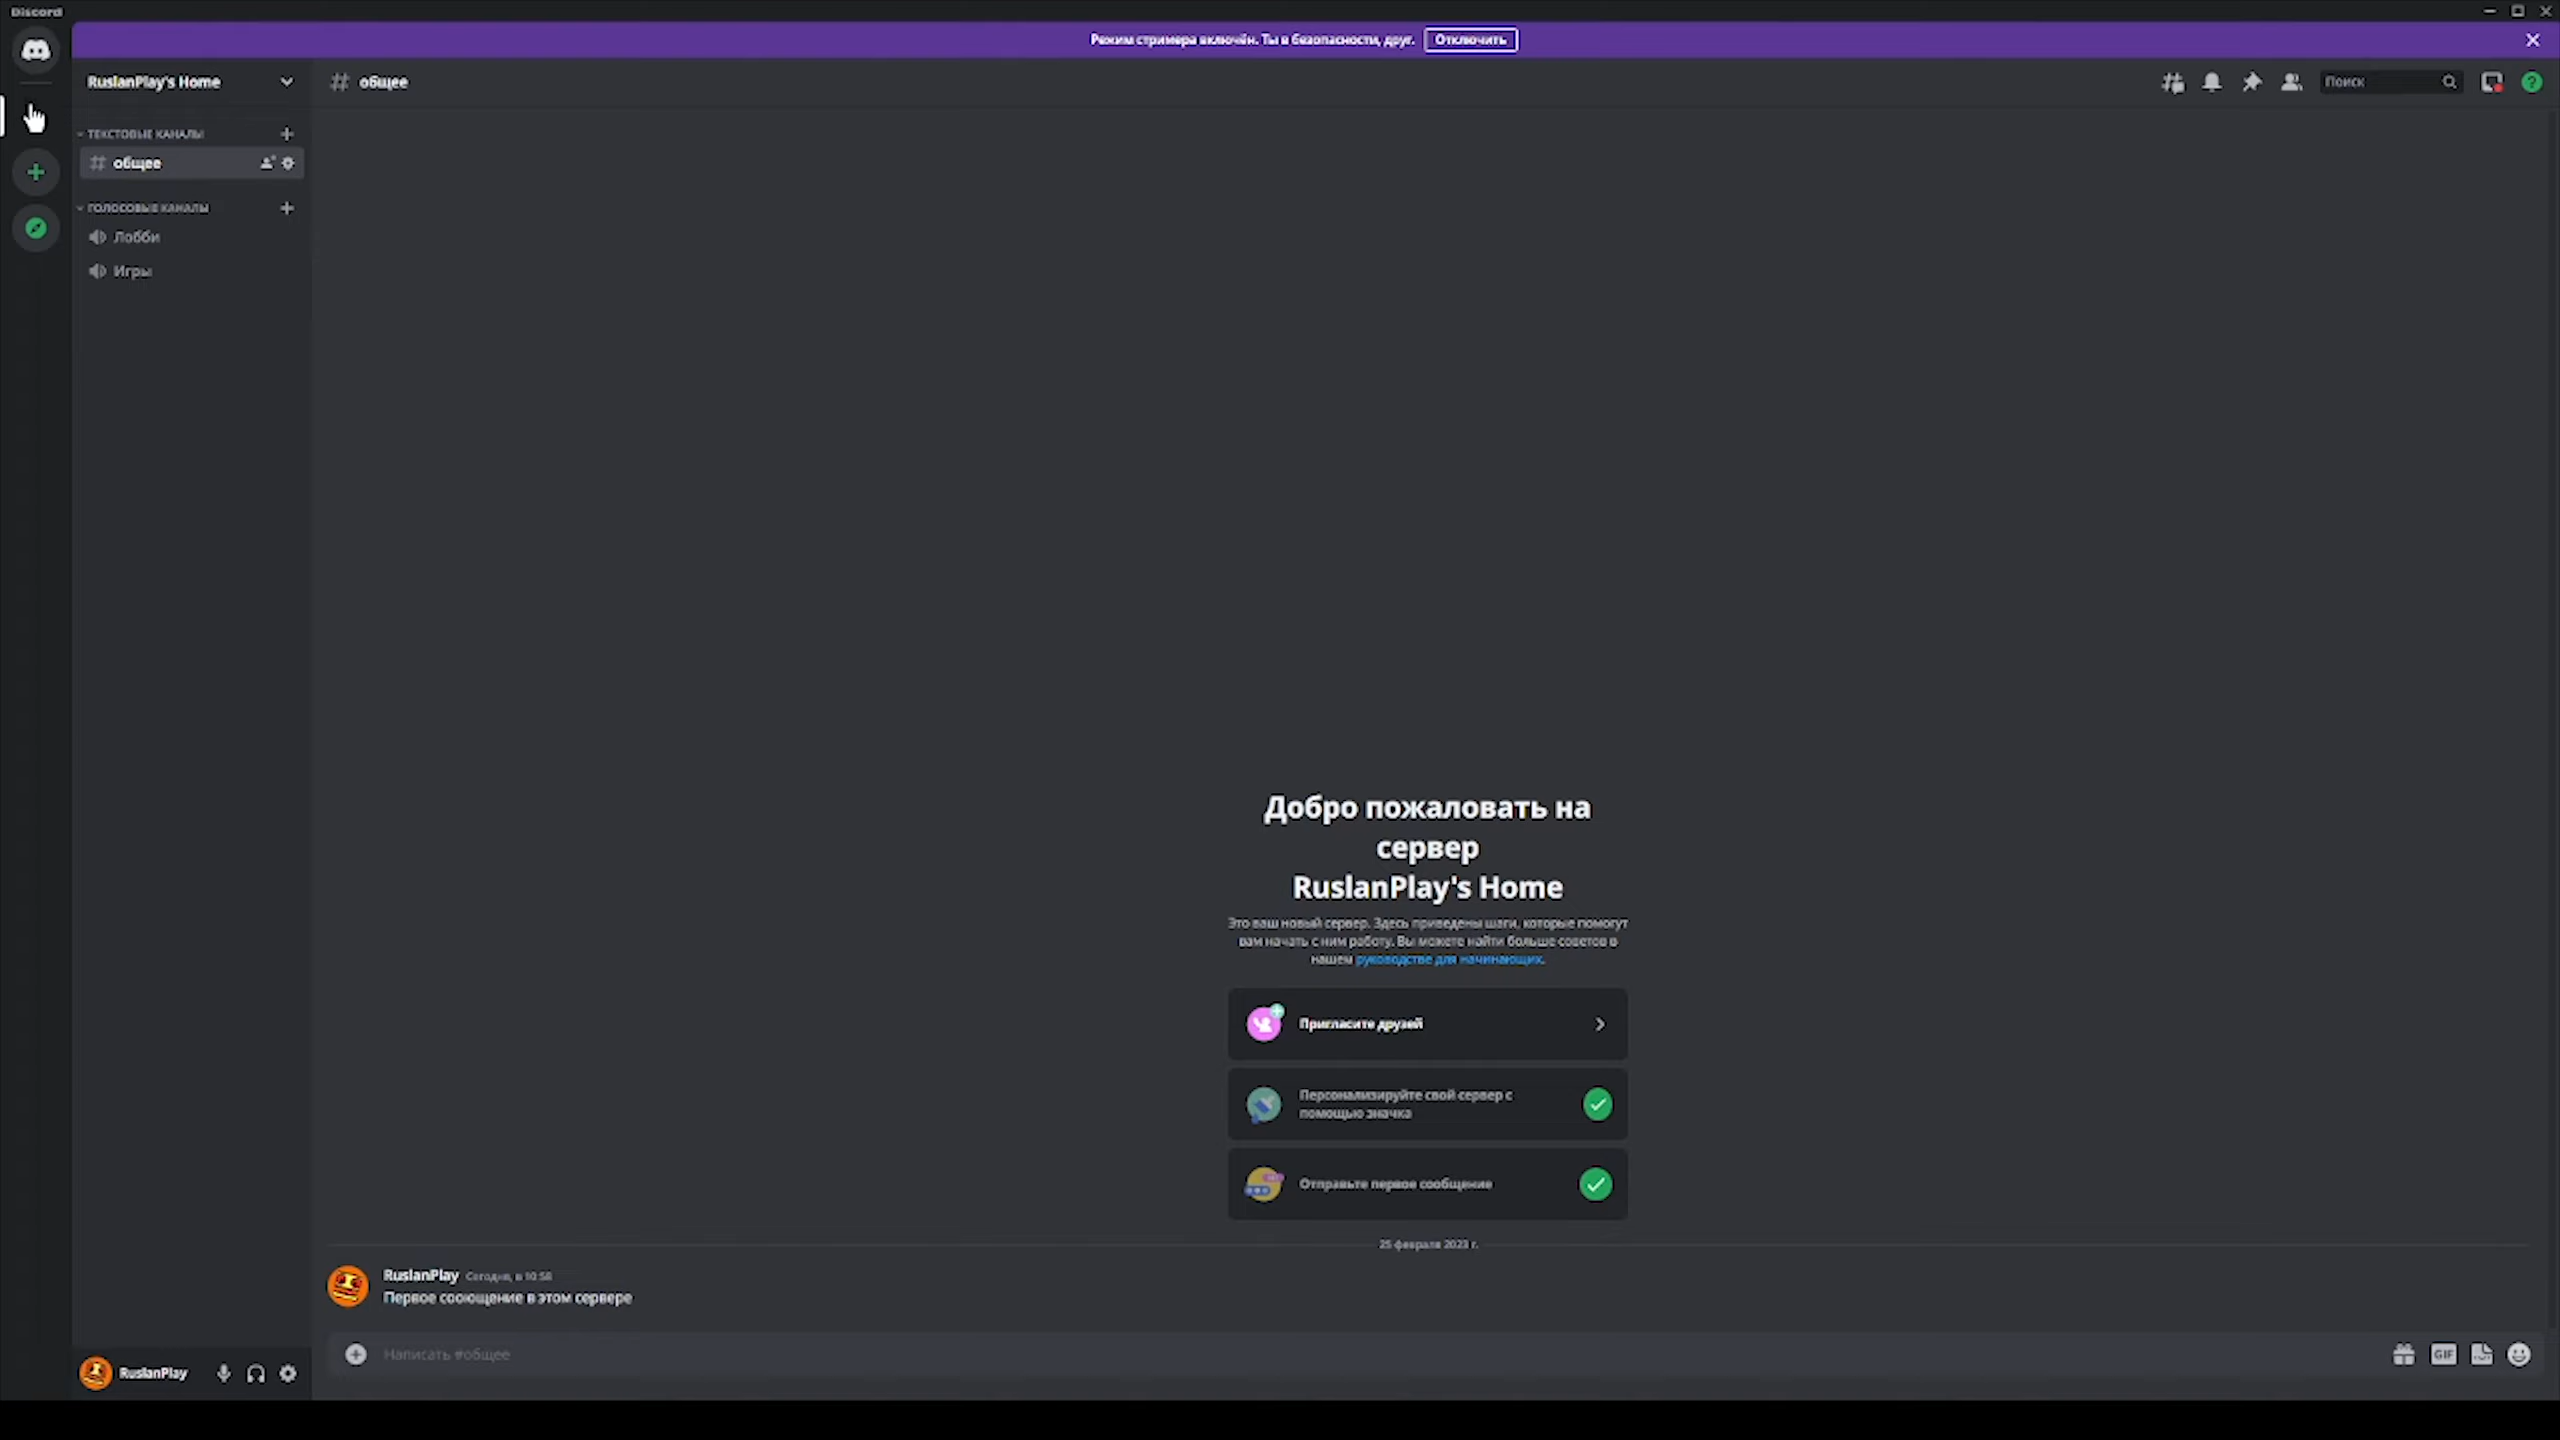 Discord
Режим стримера включён. Ты в безопасности, друг. Отключить
RuslanPlay's Home
общее
Поиск
ТЕКСТОВЫЕ КАНАЛЫ
общее
ГОЛОСОВЫЕ КАНАЛЫ
Лобби
Игры
Добро пожаловать на
сервер
RuslanPlay's Home
Это ваш новый сервер. Здесь приведены шаги, которые помогут
вам начать с ним работу. Вы можете найти больше советов в
нашем руководстве для начинающих.
Пригласите друзей
Персонализируйте свой сервер с
помощью значка
Отправьте первое сообщение
25 февраля 2023 г.
RuslanPlay Сегодня, в 10:58
Первое сооющение в этом сервере
Написать #общее
GIF
RuslanPlay